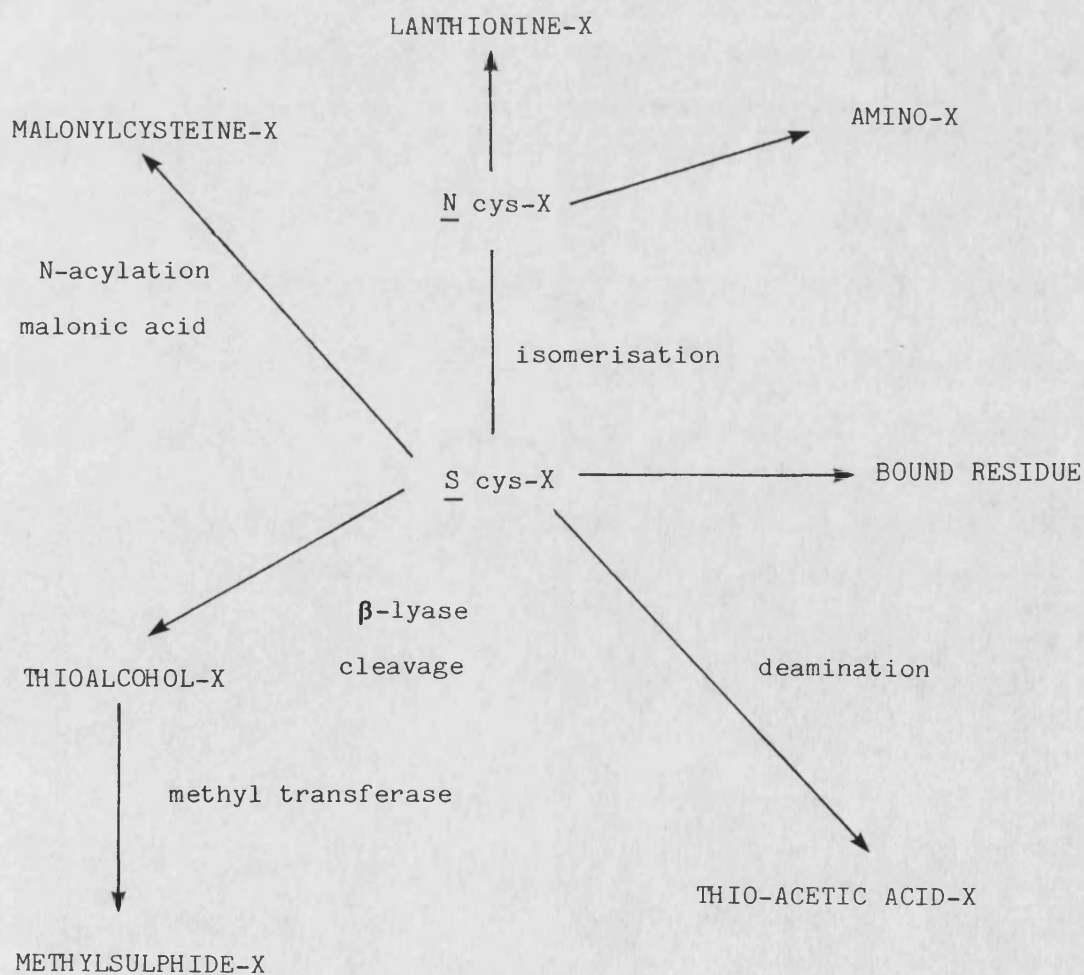 LANTHIONINE-X
MALONYLCYSTEINE-X
AMINO-X
N cys-X
N-acylation
malonic acid
isomerisation
S cys-X
BOUND RESIDUE
β-lyase
cleavage
THIOALCOHOL-X
deamination
methyl transferase
THIO-ACETIC ACID-X
METHYLSULPHIDE-X